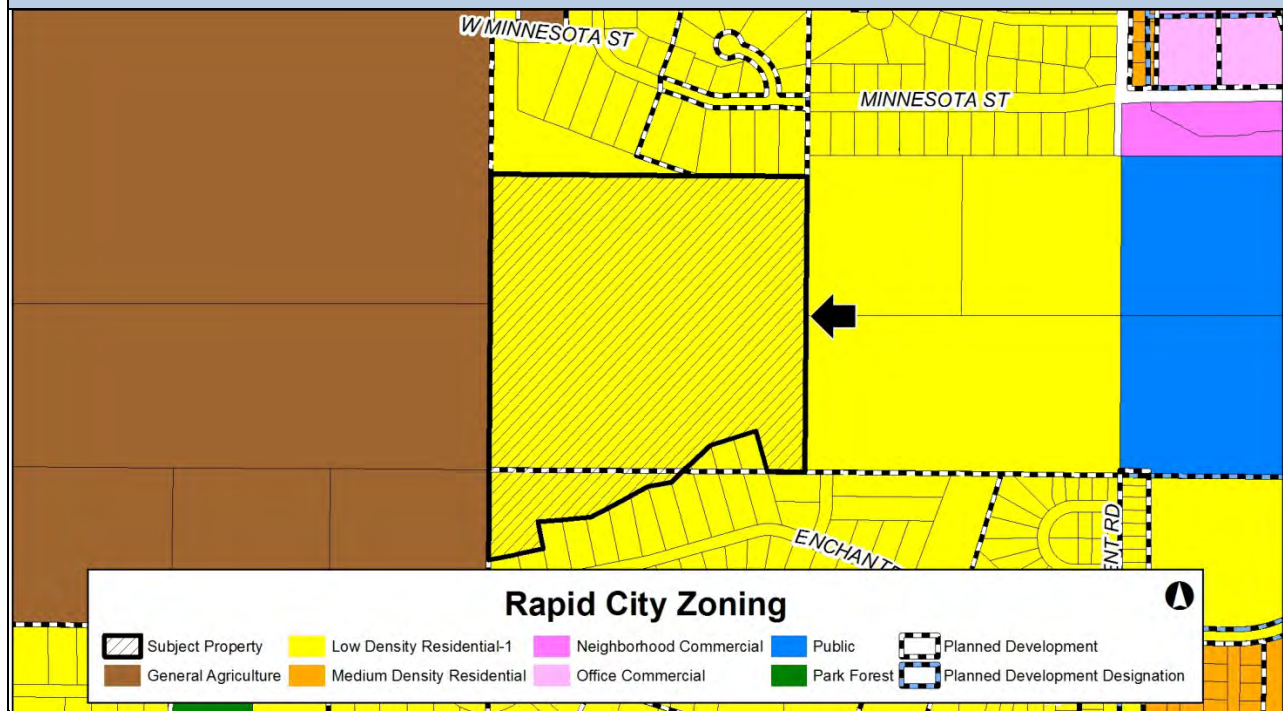 W MINNESOTA ST
MINNESOTA ST
ENCHANT
ENT RD
Rapid City Zoning
Subject Property
Low Density Residential-1
Neighborhood Commercial
Public
Planned Development
General Agriculture
Medium Density Residential
Office Commercial
Park Forest
Planned Development Designation